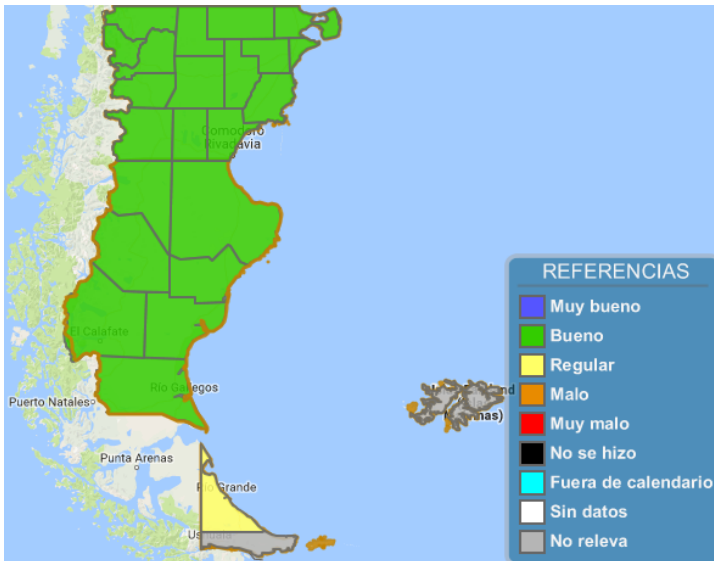 Comodoro
Rivadavia
El Calafate
Río Gallegos
Puerto Natales
Punta Arenas
Río Grande
Ushuaia
REFERENCIAS
Muy bueno
Bueno
Regular
Malo
Muy malo
No se hizo
Fuera de calendario
Sin datos
No releva